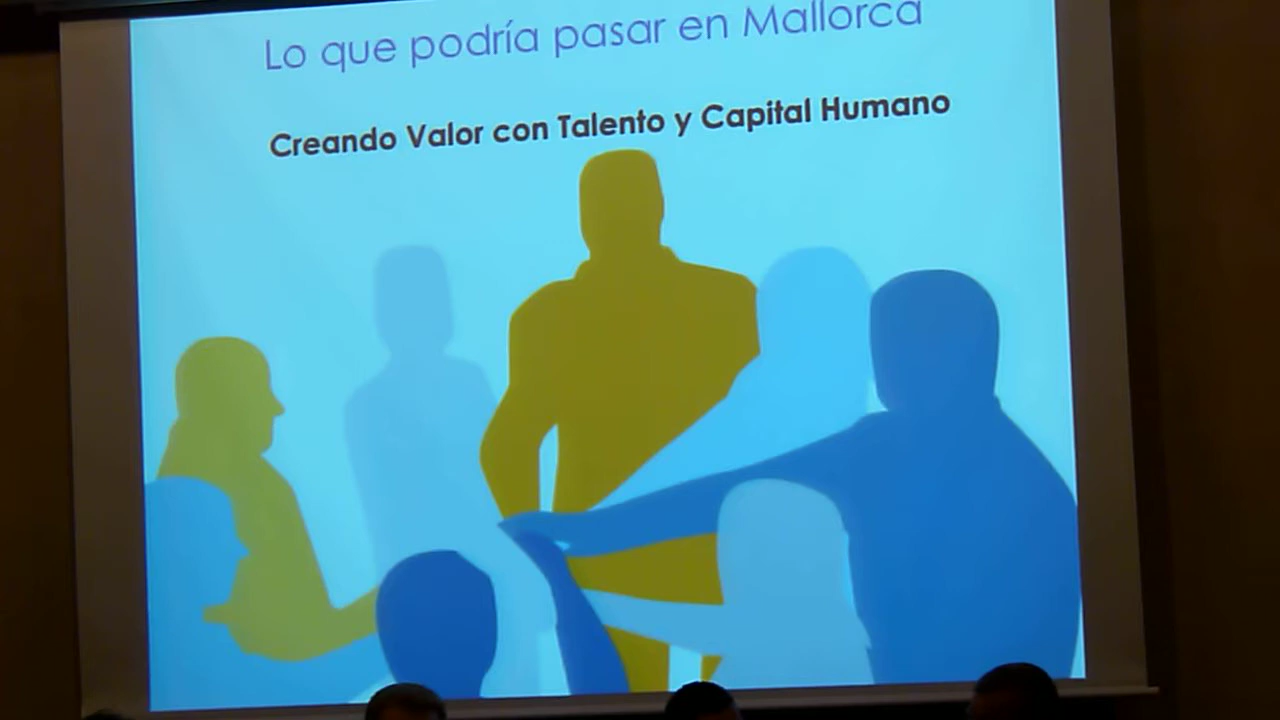 Lo que podría pasar en Mallorca
Creando Valor con Talento y Capital Humano